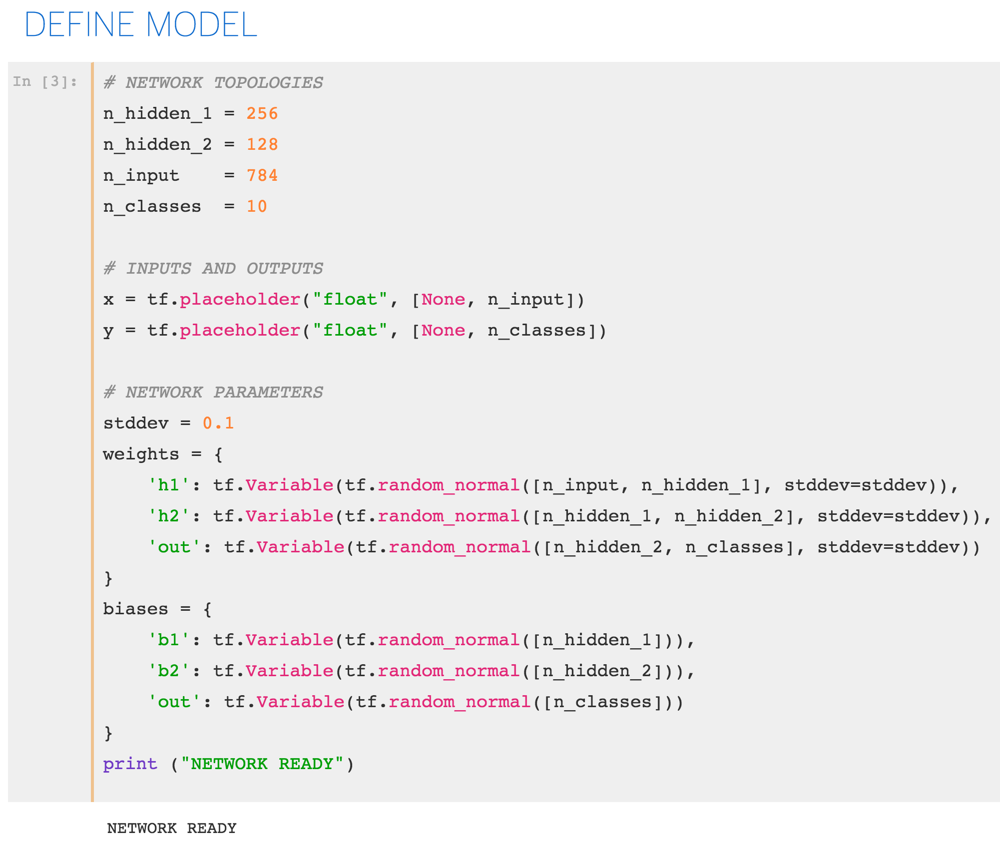 DEFINE MODEL
In [3]:
# NETWORK TOPOLOGIES
n_hidden_1 = 256
n_hidden_2 = 128
n_input    = 784
n_classes  = 10
# INPUTS AND OUTPUTS
x = tf.placeholder("float", [None, n_input])
y = tf.placeholder("float", [None, n_classes])
# NETWORK PARAMETERS
stddev = 0.1
weights = {
    'h1': tf.Variable(tf.random_normal([n_input, n_hidden_1], stddev=stddev)),
    'h2': tf.Variable(tf.random_normal([n_hidden_1, n_hidden_2], stddev=stddev)),
    'out': tf.Variable(tf.random_normal([n_hidden_2, n_classes], stddev=stddev))
}
biases = {
    'b1': tf.Variable(tf.random_normal([n_hidden_1])),
    'b2': tf.Variable(tf.random_normal([n_hidden_2])),
    'out': tf.Variable(tf.random_normal([n_classes]))
}
print ("NETWORK READY")
NETWORK READY